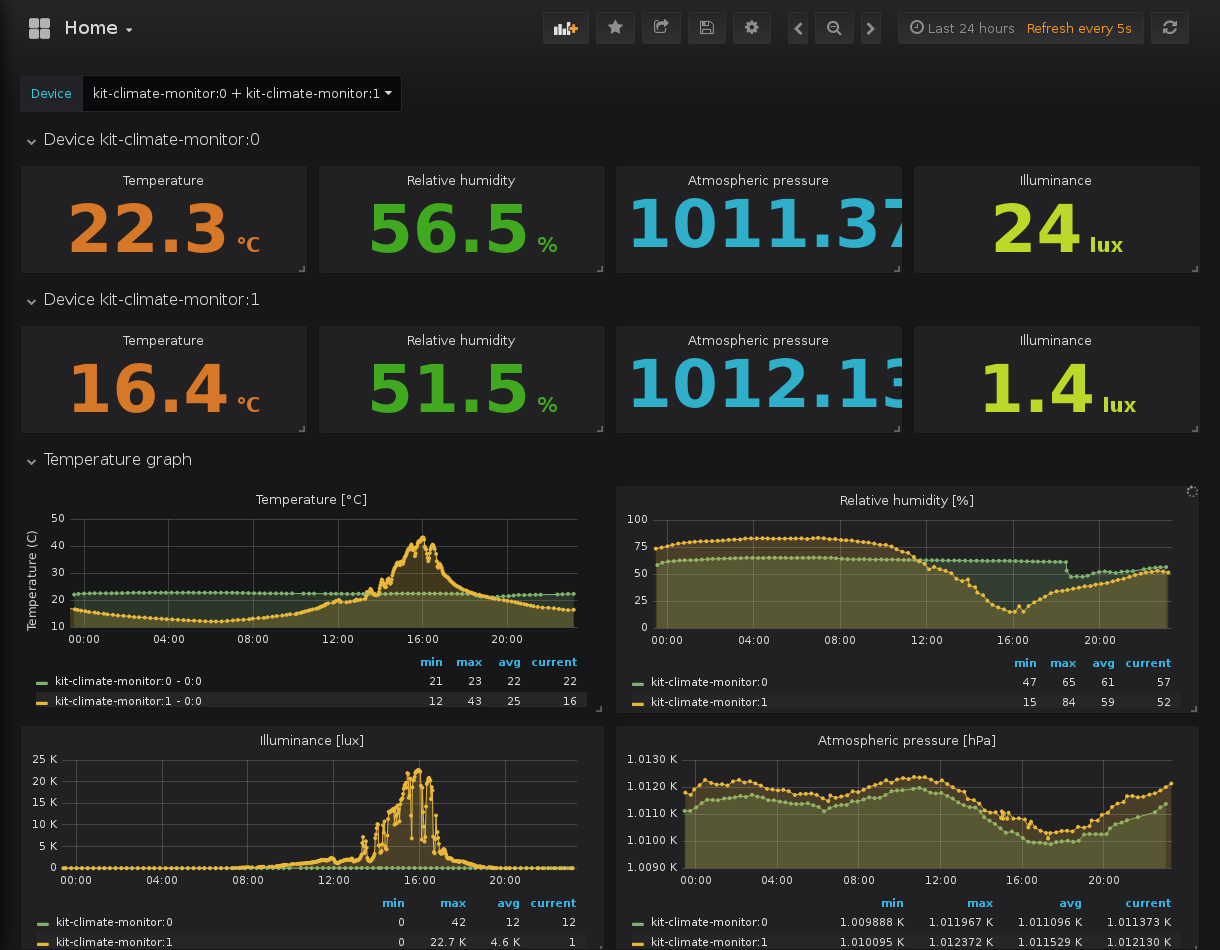 Home
Last 24 hours Refresh every 5s
Device kit-climate-monitor:0 + kit-climate-monitor:1
Device kit-climate-monitor:0
Temperature Relative humidity Atmospheric pressure Illuminance
22.3 °C 56.5 % 1011.37 24 lux
Device kit-climate-monitor:1
Temperature Relative humidity Atmospheric pressure Illuminance
16.4 °C 51.5 % 1012.13 1.4 lux
Temperature graph
Temperature [°C]
Temperature (C)
50
40
30
20
10
00:00 04:00 08:00 12:00 16:00 20:00
min max avg current
kit-climate-monitor:0 - 0:0 21 23 22 22
kit-climate-monitor:1 - 0:0 12 43 25 16
Relative humidity [%]
100
75
50
25
0
00:00 04:00 08:00 12:00 16:00 20:00
min max avg current
kit-climate-monitor:0 47 65 61 57
kit-climate-monitor:1 15 84 59 52
Illuminance [lux]
25 K
20 K
15 K
10 K
5 K
0
00:00 04:00 08:00 12:00 16:00 20:00
min max avg current
kit-climate-monitor:0 0 42 12 12
kit-climate-monitor:1 0 22.7 K 4.6 K 1
Atmospheric pressure [hPa]
1.0130 K
1.0120 K
1.0110 K
1.0100 K
1.0090 K
00:00 04:00 08:00 12:00 16:00 20:00
min max avg current
kit-climate-monitor:0 1.009888 K 1.011967 K 1.011096 K 1.011373 K
kit-climate-monitor:1 1.010095 K 1.012372 K 1.011529 K 1.012130 K